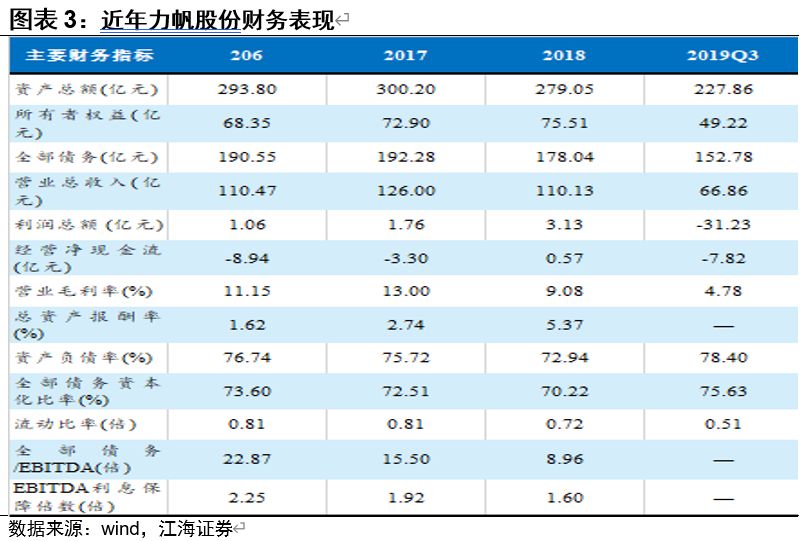 图表 3：近年力帆股份财务表现
主要财务指标 206 2017 2018 2019Q3
资产总额(亿元) 293.80 300.20 279.05 227.86
所有者权益(亿
元) 68.35 72.90 75.51 49.22
全部债务(亿元) 190.55 192.28 178.04 152.78
营业总收入(亿
元) 110.47 126.00 110.13 66.86
利润总额 (亿元) 1.06 1.76 3.13 -31.23
经营净现金流
(亿元) -8.94 -3.30 0.57 -7.82
营业毛利率(%) 11.15 13.00 9.08 4.78
总资产报酬率
(%) 1.62 2.74 5.37 —
资产负债率(%) 76.74 75.72 72.94 78.40
全部债务资本
化比率(%) 73.60 72.51 70.22 75.63
流动比率(倍) 0.81 0.81 0.72 0.51
全部债务
/EBITDA(倍) 22.87 15.50 8.96 —
EBITDA利息保
障倍数(倍) 2.25 1.92 1.60 —
数据来源：wind，江海证券